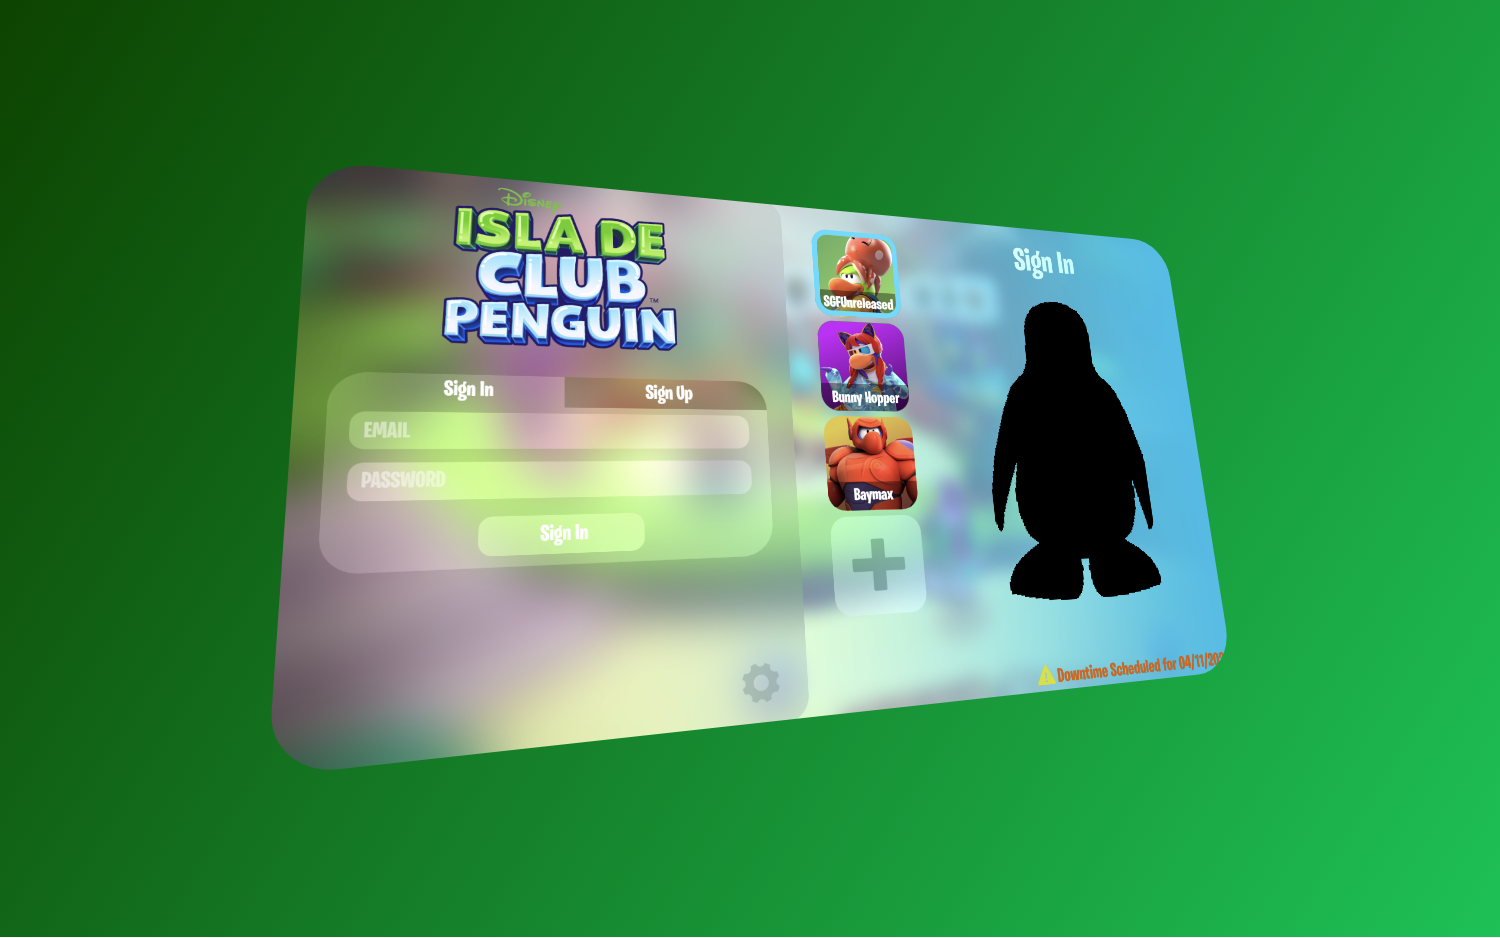 Disney
ISLA DE
CLUB
PENGUIN™
Sign In
Sign Up
EMAIL
PASSWORD
Sign In
SGFUnreleased
Bunny Hopper
Baymax
Sign In
Downtime Scheduled for 04/11/20